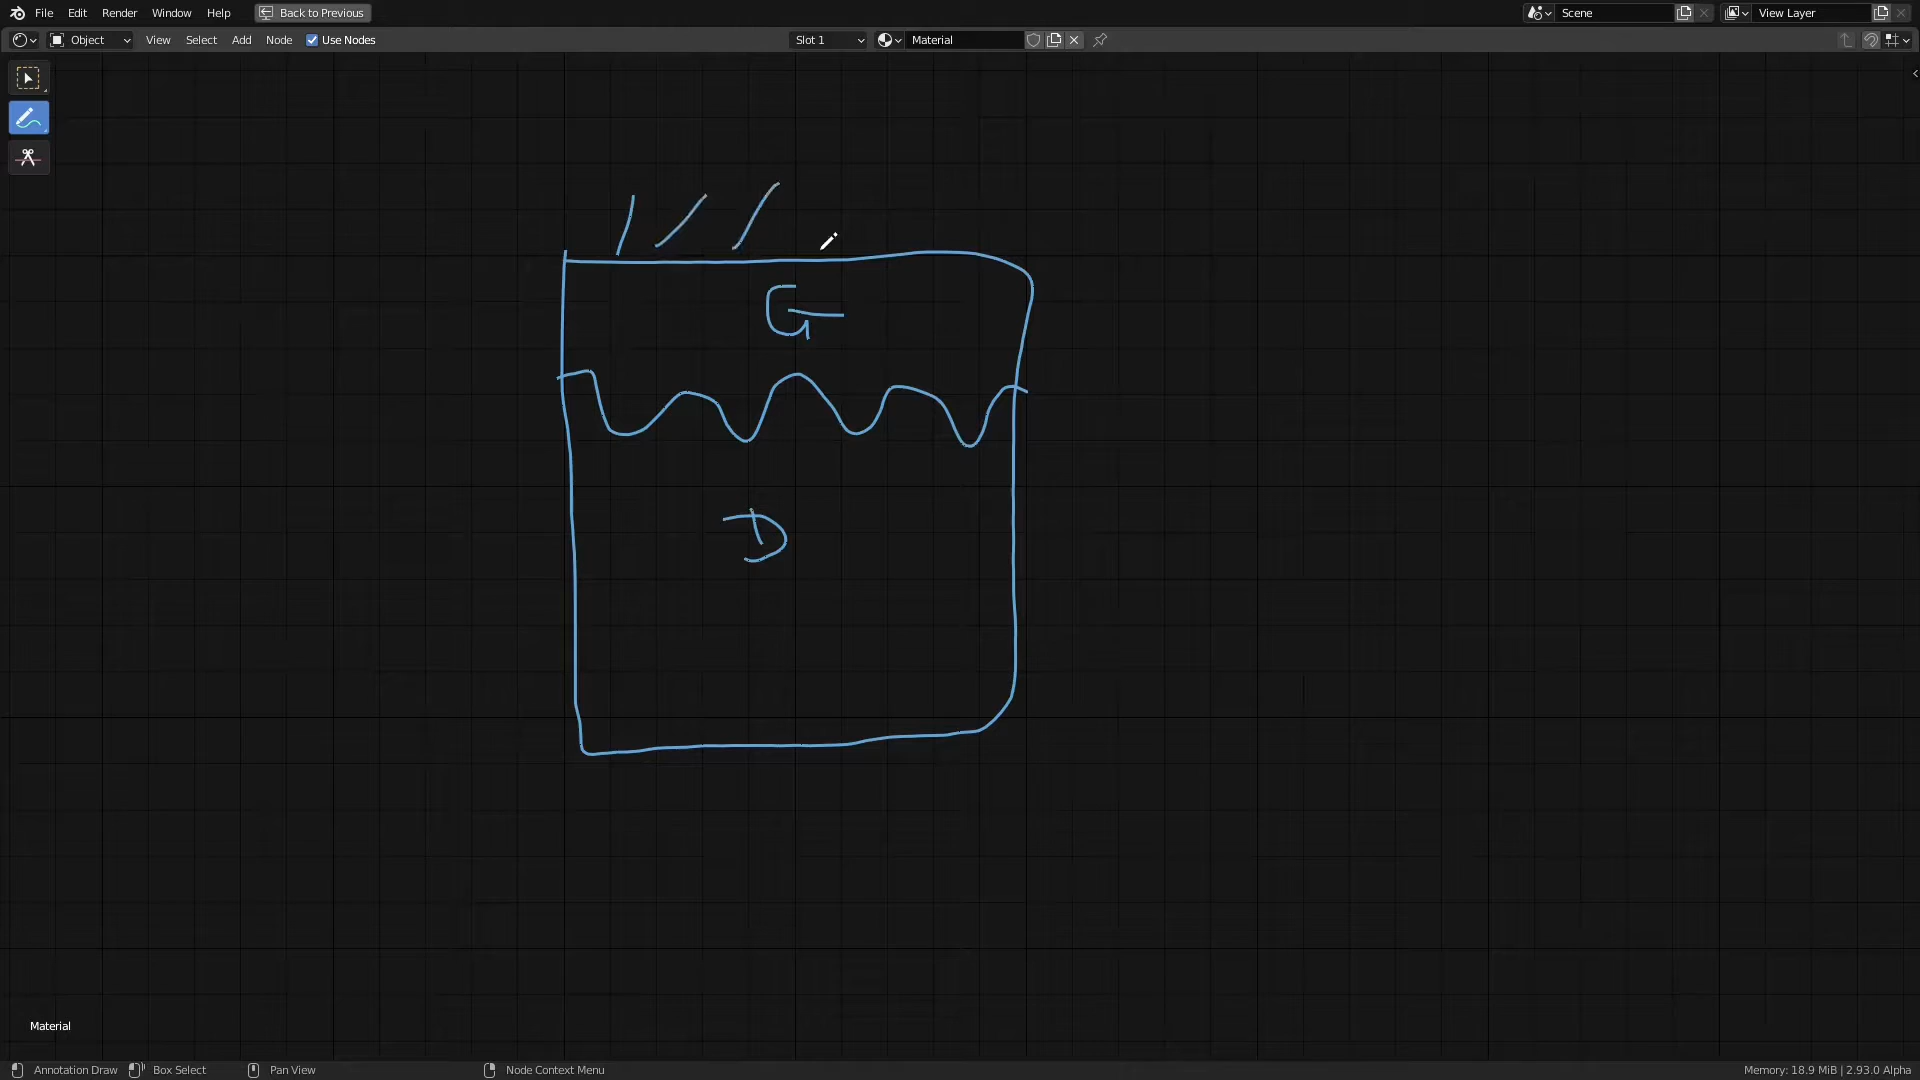 File Edit Render Window Help Back to Previous Scene View Layer
Object View Select Add Node Use Nodes Slot 1 Material
G
D
Material
Annotation Draw Box Select Pan View Node Context Menu Memory: 18.9 MiB | 2.93.0 Alpha